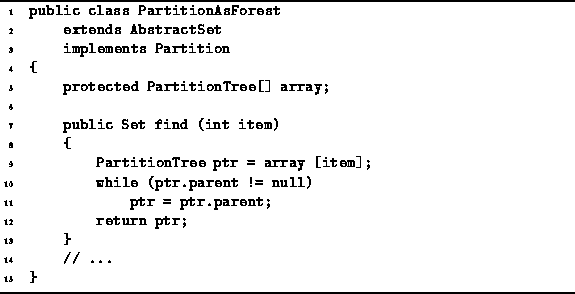 1 public class PartitionAsForest
2     extends AbstractSet
3     implements Partition
4 {
5     protected PartitionTree[] array;
6
7     public Set find (int item)
8     {
9         PartitionTree ptr = array [item];
10         while (ptr.parent != null)
11             ptr = ptr.parent;
12         return ptr;
13     }
14     // ...
15 }